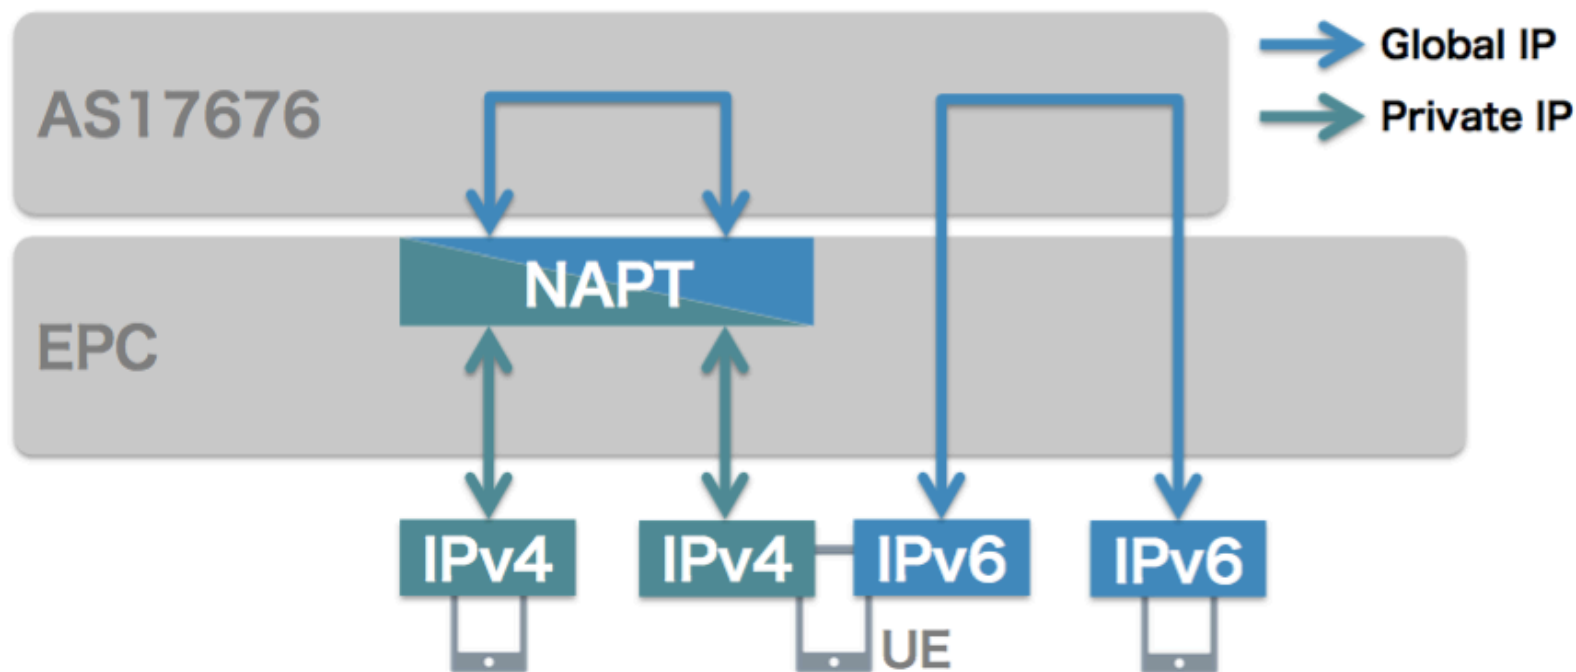 AS17676
Global IP
Private IP
NAPT
EPC
IPv4
IPv4
IPv6
IPv6
UE